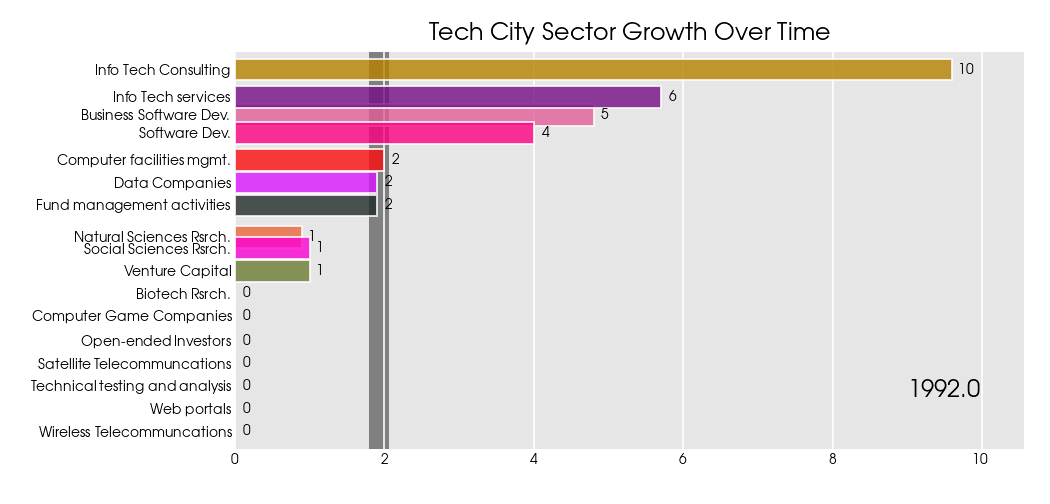 Tech City Sector Growth Over Time
Info Tech Consulting 10
Info Tech services 6
Business Software Dev. 5
Software Dev. 4
Computer facilities mgmt. 2
Data Companies 2
Fund management activities 2
Natural Sciences Rsrch. 1
Social Sciences Rsrch. 1
Venture Capital 1
Biotech Rsrch. 0
Computer Game Companies 0
Open-ended Investors 0
Satellite Telecommuncations 0
Technical testing and analysis 0
1992.0
Web portals 0
Wireless Telecommuncations 0
0 2 4 6 8 10